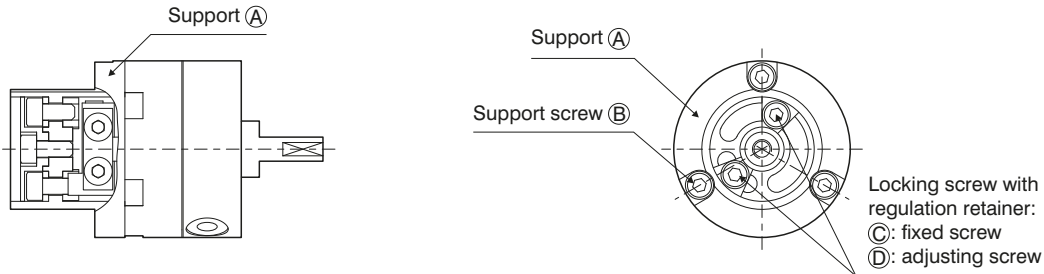 Support Ⓐ
Support Ⓐ
Support screw Ⓑ
Locking screw with
regulation retainer:
Ⓒ: fixed screw
Ⓓ: adjusting screw